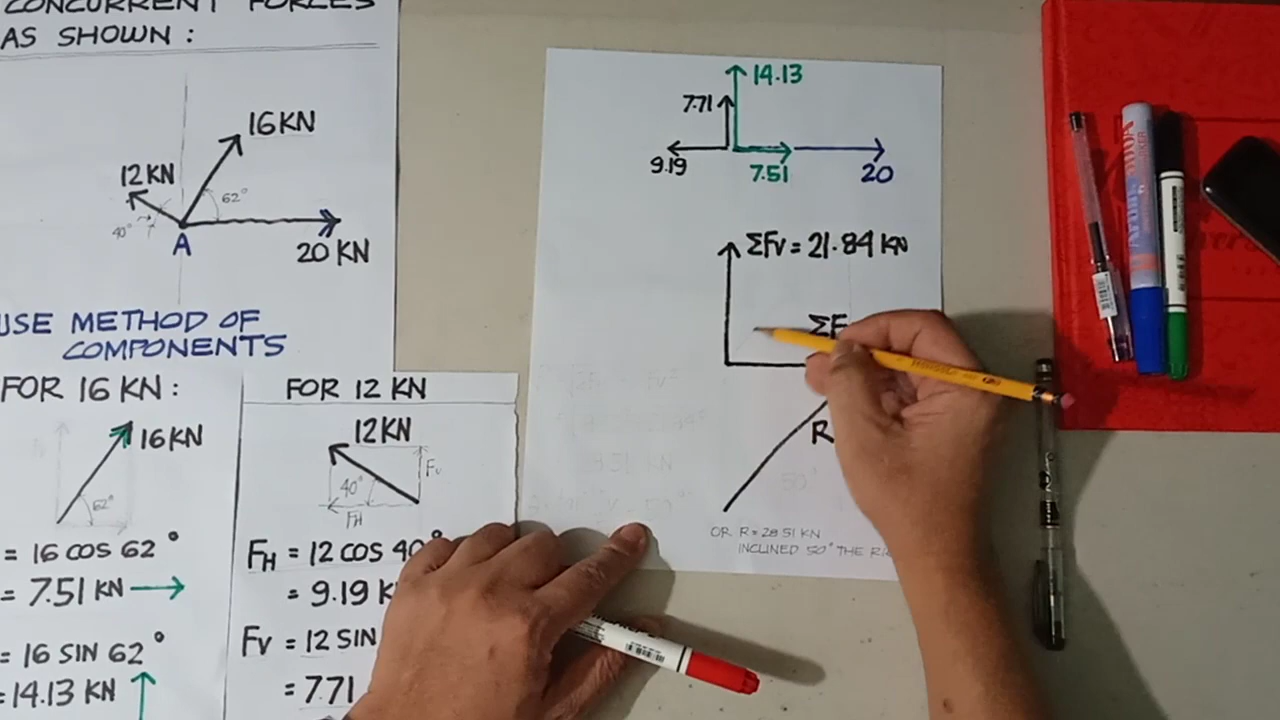 CONCURRENT FORCES
AS SHOWN :
16KN
12KN
62°
40°
A
20 KN
USE METHOD OF
COMPONENTS
FOR 16 KN :
16KN
62°
= 16 COS 62°
= 7.51 KN
= 16 SIN 62°
= 14.13 KN
FOR 12 KN
12KN
40°
Fv
FH
FH = 12 COS 40°
= 9.19 K
Fv = 12 SIN
= 7.71
14.13
7.71
9.19
7.51
20
ΣFv = 21.84 KN
ΣF
R
OR R = 28.51 KN
INCLINED 50° THE RI